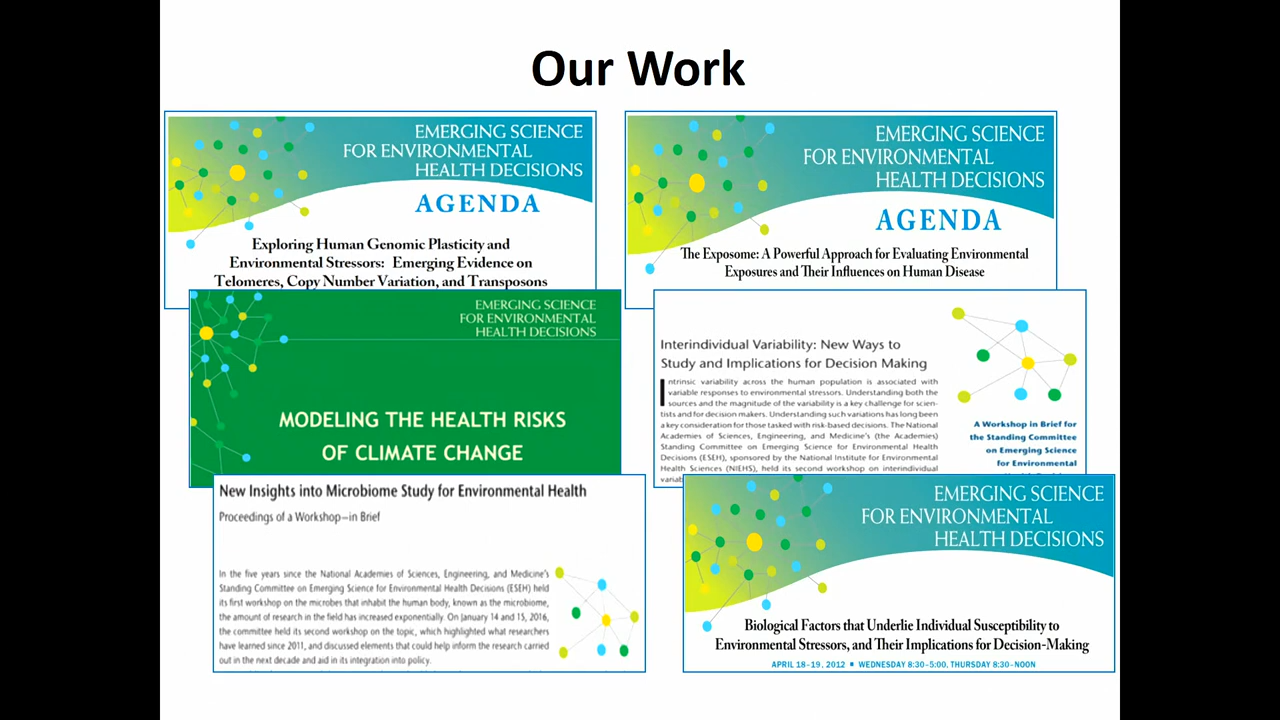 Our Work
EMERGING SCIENCE
FOR ENVIRONMENTAL
HEALTH DECISIONS
AGENDA
Exploring Human Genomic Plasticity and
Environmental Stressors: Emerging Evidence on
Telomeres, Copy Number Variation, and Transposons
EMERGING SCIENCE
FOR ENVIRONMENTAL
HEALTH DECISIONS
AGENDA
The Exposome: A Powerful Approach for Evaluating Environmental
Exposures and Their Influences on Human Disease
EMERGING SCIENCE
FOR ENVIRONMENTAL
HEALTH DECISIONS
MODELING THE HEALTH RISKS
OF CLIMATE CHANGE
Interindividual Variability: New Ways to
Study and Implications for Decision Making
Intrinsic variability across the human population is associated with
variable responses to environmental stressors. Understanding both the
sources and the magnitude of the variability is a key challenge for scien-
tists and for decision makers. Understanding such variations has long been
a key consideration for those tasked with risk-based decisions. The National
Academies of Sciences, Engineering, and Medicine's (the Academies)
Standing Committee on Emerging Science for Environmental Health
Decisions (ESEH), sponsored by the National Institute for Environmental
Health Sciences (NIEHS), held its second workshop on interindividual
A Workshop in Brief for
the Standing Committee
on Emerging Science
for Environmental
New Insights into Microbiome Study for Environmental Health
Proceedings of a Workshop—in Brief
In the five years since the National Academies of Sciences, Engineering, and Medicine's
Standing Committee on Emerging Science for Environmental Health Decisions (ESEH) held
its first workshop on the microbes that inhabit the human body, known as the microbiome,
the amount of research in the field has increased exponentially. On January 14 and 15, 2016,
the committee held its second workshop on the topic, which highlighted what researchers
have learned since 2011, and discussed elements that could help inform the research carried
out in the next decade and aid in its integration into policy.
EMERGING SCIENCE
FOR ENVIRONMENTAL
HEALTH DECISIONS
Biological Factors that Underlie Individual Susceptibility to
Environmental Stressors, and Their Implications for Decision-Making
APRIL 18–19, 2012 ■ WEDNESDAY 8:30–5:00, THURSDAY 8:30–NOON